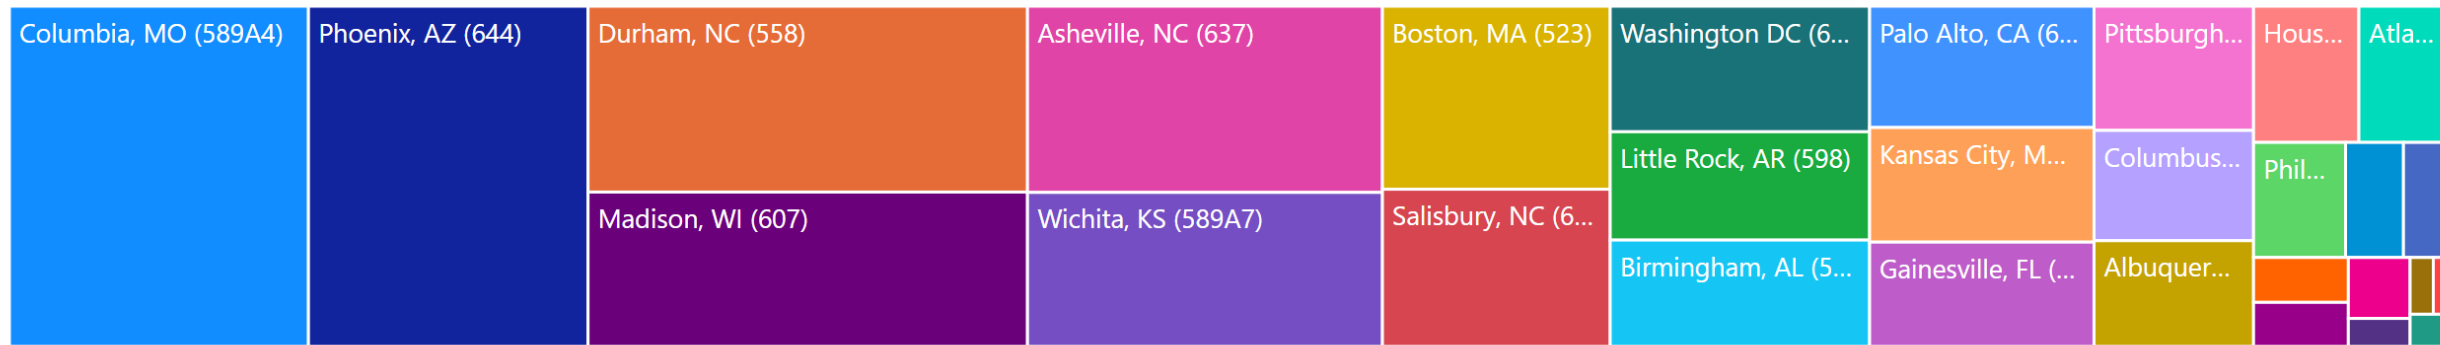 Columbia, MO (589A4)
Phoenix, AZ (644)
Durham, NC (558)
Madison, WI (607)
Asheville, NC (637)
Wichita, KS (589A7)
Boston, MA (523)
Salisbury, NC (6...
Washington DC (6...
Little Rock, AR (598)
Birmingham, AL (5...
Palo Alto, CA (6...
Kansas City, M...
Gainesville, FL (...
Pittsburgh...
Columbus...
Albuquer...
Hous...
Atla...
Phil...